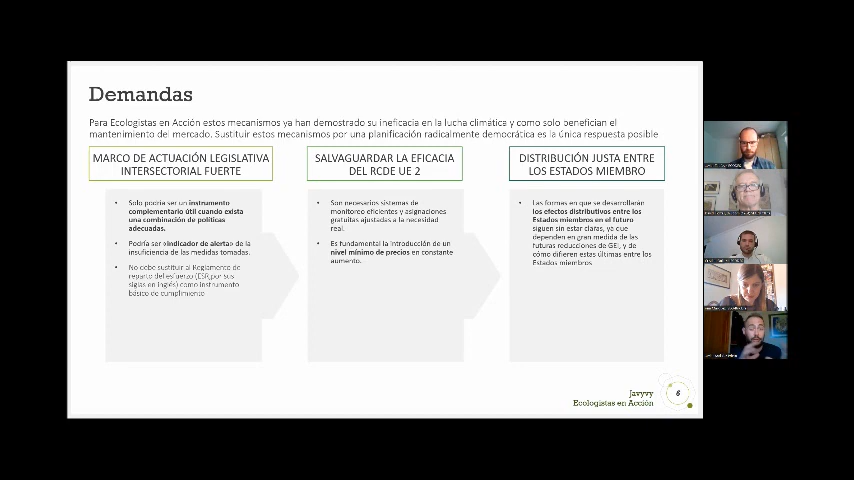 Demandas
Para Ecologistas en Acción estos mecanismos ya han demostrado su ineficacia en la lucha climática y como solo benefician el
mantenimiento del mercado. Sustituir estos mecanismos por una planificación radicalmente democrática es la única respuesta posible
MARCO DE ACTUACIÓN LEGISLATIVA
INTERSECTORIAL FUERTE
• Solo podría ser un instrumento
complementario útil cuando exista
una combinación de políticas
adecuadas.
• Podría ser «indicador de alerta» de la
insuficiencia de las medidas tomadas.
• No debe sustituir al Reglamento de
reparto del esfuerzo (ESR por sus
siglas en inglés) como instrumento
básico de cumplimiento
SALVAGUARDAR LA EFICACIA
DEL RCDE UE 2
• Son necesarios sistemas de
monitoreo eficientes y asignaciones
gratuitas ajustadas a la necesidad
real.
• Es fundamental la introducción de un
nivel mínimo de precios en constante
aumento.
DISTRIBUCIÓN JUSTA ENTRE
LOS ESTADOS MIEMBRO
• Las formas en que se desarrollarán
los efectos distributivos entre los
Estados miembros en el futuro
siguen sin estar claras, ya que
dependen en gran medida de las
futuras reducciones de GEI, y de
cómo difieren estas últimas entre los
Estados miembros
Javyvy
Ecologistas en Acción
6